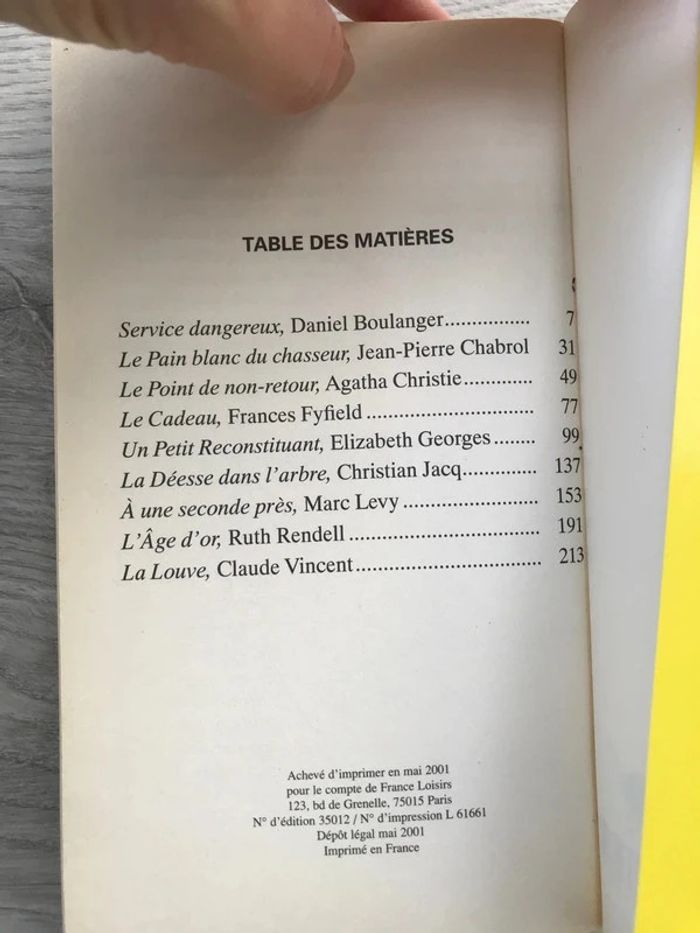 TABLE DES MATIÈRES
Service dangereux, Daniel Boulanger................ 7
Le Pain blanc du chasseur, Jean-Pierre Chabrol 31
Le Point de non-retour, Agatha Christie............. 49
Le Cadeau, Frances Fyfield ................................ 77
Un Petit Reconstituant, Elizabeth Georges........ 99
La Déesse dans l'arbre, Christian Jacq.............. 137
À une seconde près, Marc Levy .......................... 153
L'Âge d'or, Ruth Rendell .................................... 191
La Louve, Claude Vincent................................... 213
Achevé d'imprimer en mai 2001
pour le compte de France Loisirs
123, bd de Grenelle, 75015 Paris
N° d'édition 35012 / N° d'impression L 61661
Dépôt légal mai 2001
Imprimé en France